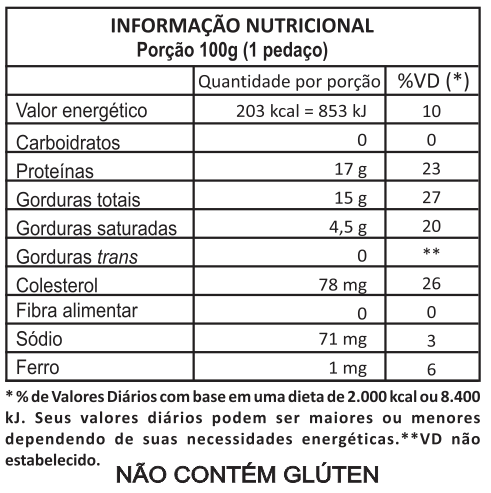 INFORMAÇÃO NUTRICIONAL
Porção 100g (1 pedaço)
Quantidade por porção %VD (*)
Valor energético 203 kcal = 853 kJ 10
Carboidratos 0 0
Proteínas 17 g 23
Gorduras totais 15 g 27
Gorduras saturadas 4,5 g 20
Gorduras trans 0 **
Colesterol 78 mg 26
Fibra alimentar 0 0
Sódio 71 mg 3
Ferro 1 mg 6
* % de Valores Diários com base em uma dieta de 2.000 kcal ou 8.400
kJ. Seus valores diários podem ser maiores ou menores
dependendo de suas necessidades energéticas.**VD não
estabelecido.
NÃO CONTÉM GLÚTEN